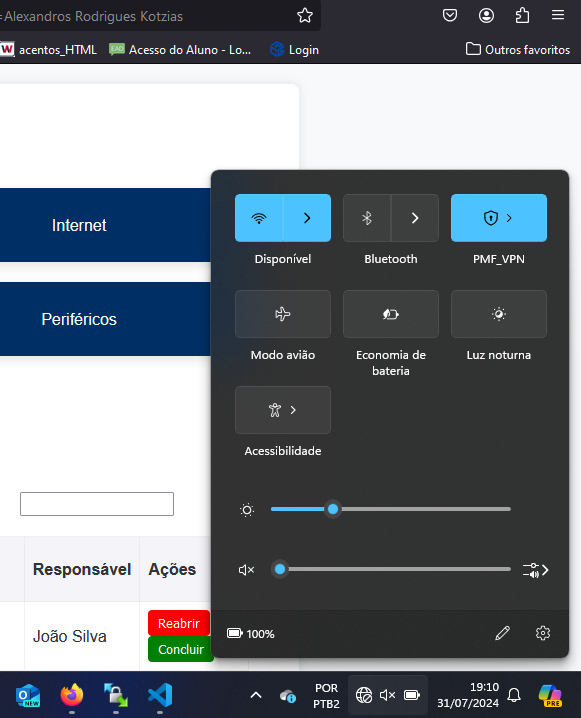 =Alexandros Rodrigues Kotzias
W acentos_HTML EAD Acesso do Aluno - Lo... Login Outros favoritos
Internet
Periféricos
Disponível Bluetooth PMF_VPN
Modo avião Economia de bateria Luz noturna
Acessibilidade
100%
Responsável Ações
João Silva
Reabrir
Concluir
NEW
POR
PTB2
19:10
31/07/2024
PRE